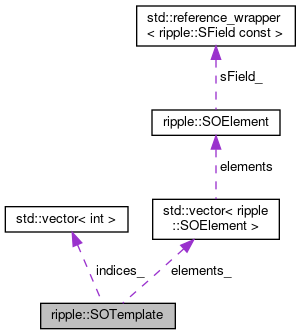 std::reference_wrapper
< ripple::SField const >
sField_
ripple::SOElement
elements
std::vector< int >
std::vector< ripple
::SOElement >
indices_
elements_
ripple::SOTemplate